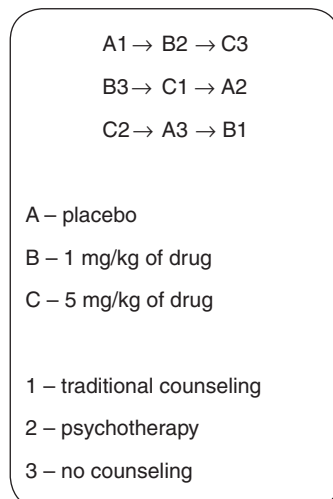 A1 → B2 → C3
B3 → C1 → A2
C2 → A3 → B1
A – placebo
B – 1 mg/kg of drug
C – 5 mg/kg of drug
1 – traditional counseling
2 – psychotherapy
3 – no counseling